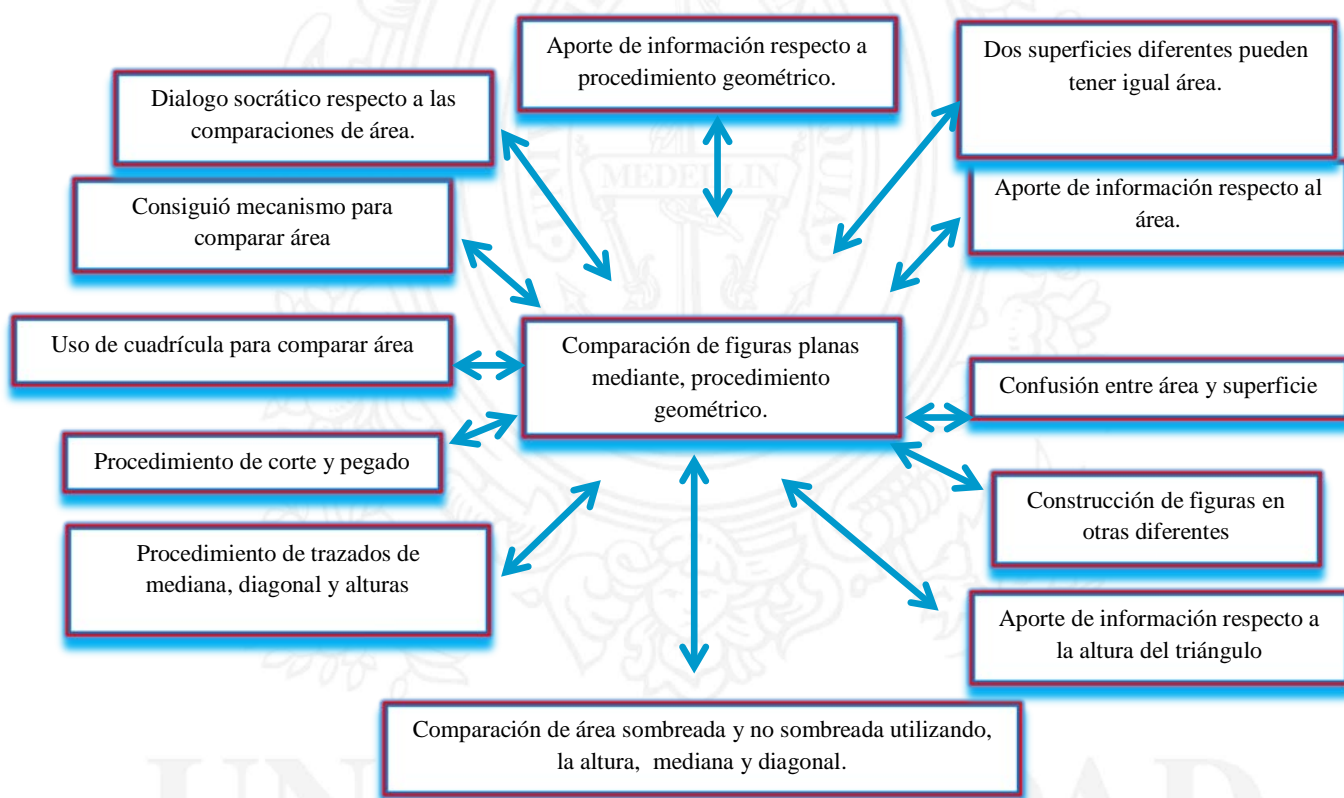 Aporte de información respecto a
procedimiento geométrico.
Dos superficies diferentes pueden
tener igual área.
Dialogo socrático respecto a las
comparaciones de área.
Consiguió mecanismo para
comparar área
Aporte de información respecto al
área.
MEDELLIN
Uso de cuadrícula para comparar área
Comparación de figuras planas
mediante, procedimiento
geométrico.
Confusión entre área y superficie
Procedimiento de corte y pegado
Construcción de figuras en
otras diferentes
Procedimiento de trazados de
mediana, diagonal y alturas
Aporte de información respecto a
la altura del triángulo
Comparación de área sombreada y no sombreada utilizando,
la altura, mediana y diagonal.